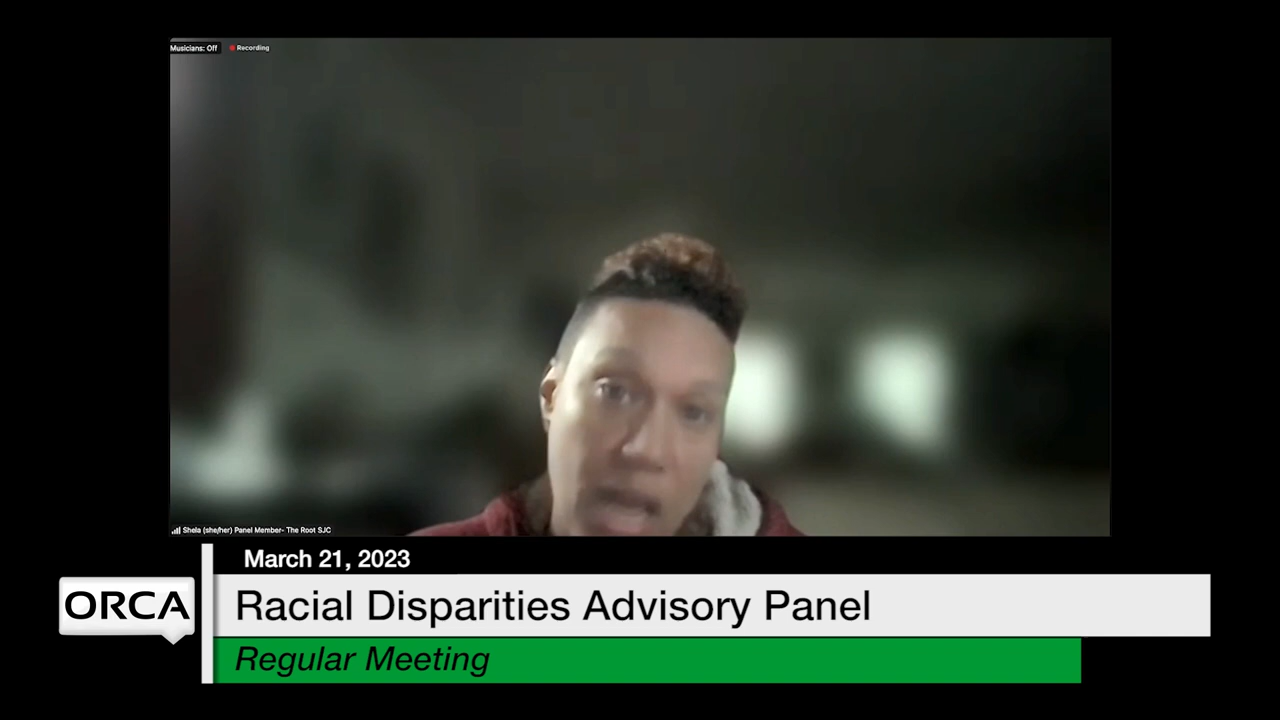 Musicians: Off Recording
Shela (she/her) Panel Member- The Root SJC
March 21, 2023
ORCA
Racial Disparities Advisory Panel
Regular Meeting